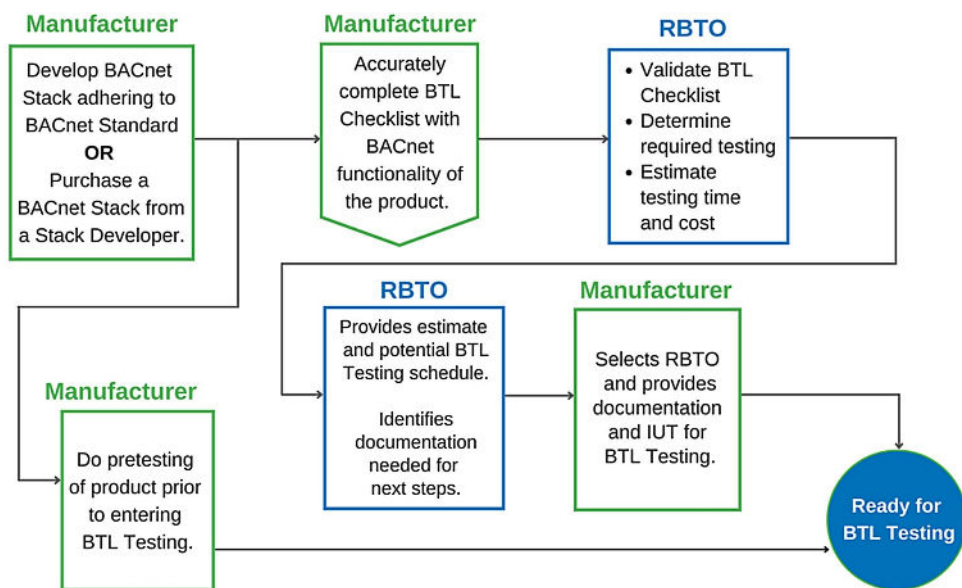 Manufacturer
Develop BACnet
Stack adhering to
BACnet Standard
OR
Purchase a
BACnet Stack from
a Stack Developer.
Manufacturer
Accurately
complete BTL
Checklist with
BACnet
functionality of
the product.
RBTO
• Validate BTL
Checklist
• Determine
required testing
• Estimate
testing time
and cost
RBTO
Provides estimate
and potential BTL
Testing schedule.
Identifies
documentation
needed for
next steps.
Manufacturer
Selects RBTO
and provides
documentation
and IUT for
BTL Testing.
Manufacturer
Do pretesting
of product prior
to entering
BTL Testing.
Ready for
BTL Testing